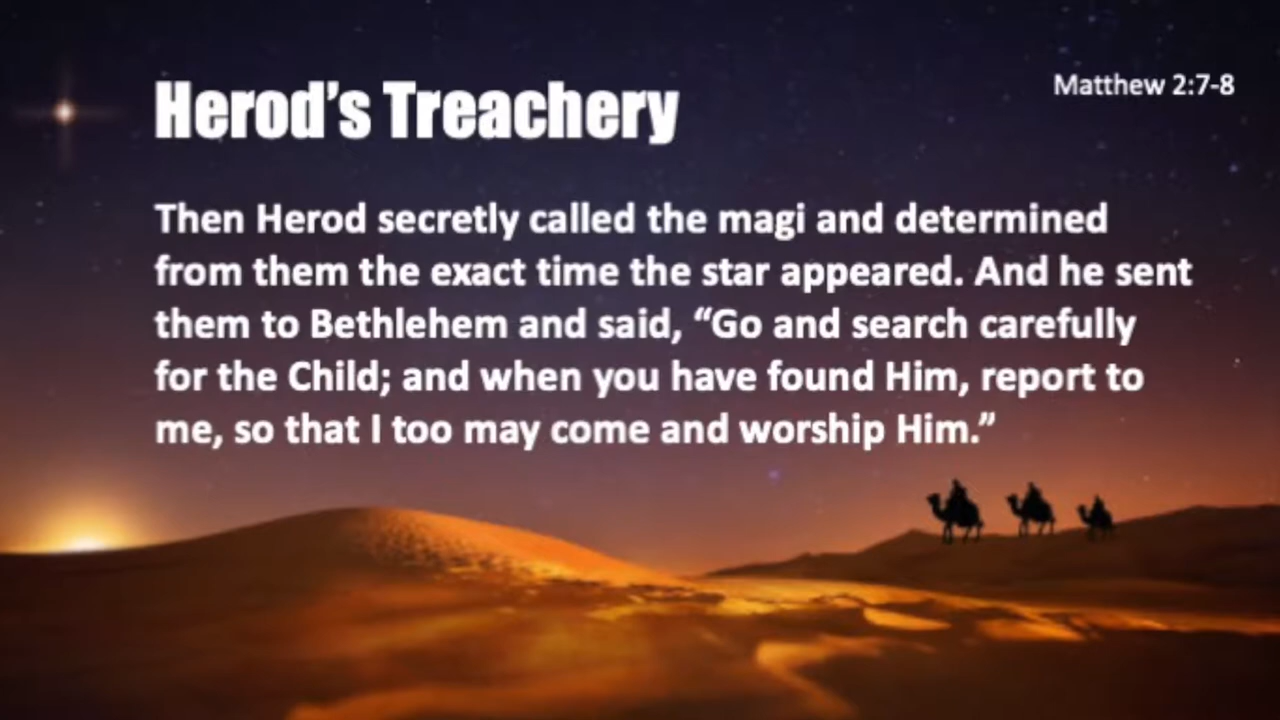 Herod’s Treachery
Matthew 2:7-8
Then Herod secretly called the magi and determined
from them the exact time the star appeared. And he sent
them to Bethlehem and said, “Go and search carefully
for the Child; and when you have found Him, report to
me, so that I too may come and worship Him.”